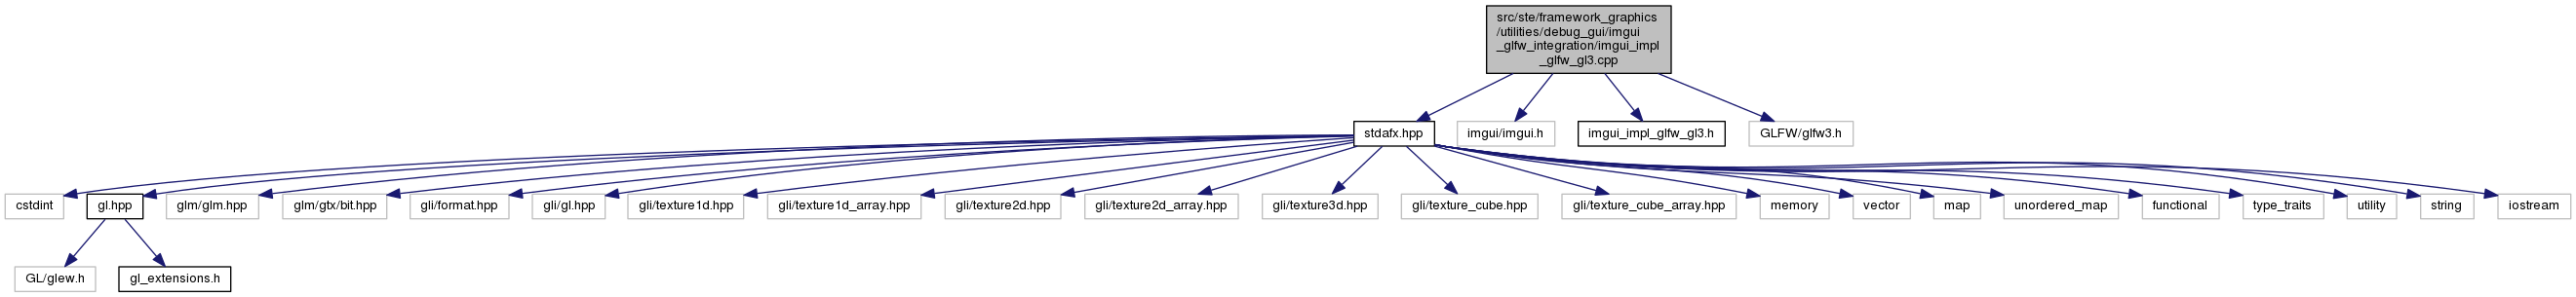 src/ste/framework_graphics
/utilities/debug_gui/imgui
_glfw_integration/imgui_impl
_glfw_gl3.cpp
stdafx.hpp
imgui/imgui.h
imgui_impl_glfw_gl3.h
GLFW/glfw3.h
cstdint
gl.hpp
glm/glm.hpp
glm/gtx/bit.hpp
gli/format.hpp
gli/gl.hpp
gli/texture1d.hpp
gli/texture1d_array.hpp
gli/texture2d.hpp
gli/texture2d_array.hpp
gli/texture3d.hpp
gli/texture_cube.hpp
gli/texture_cube_array.hpp
memory
vector
map
unordered_map
functional
type_traits
utility
string
iostream
GL/glew.h
gl_extensions.h